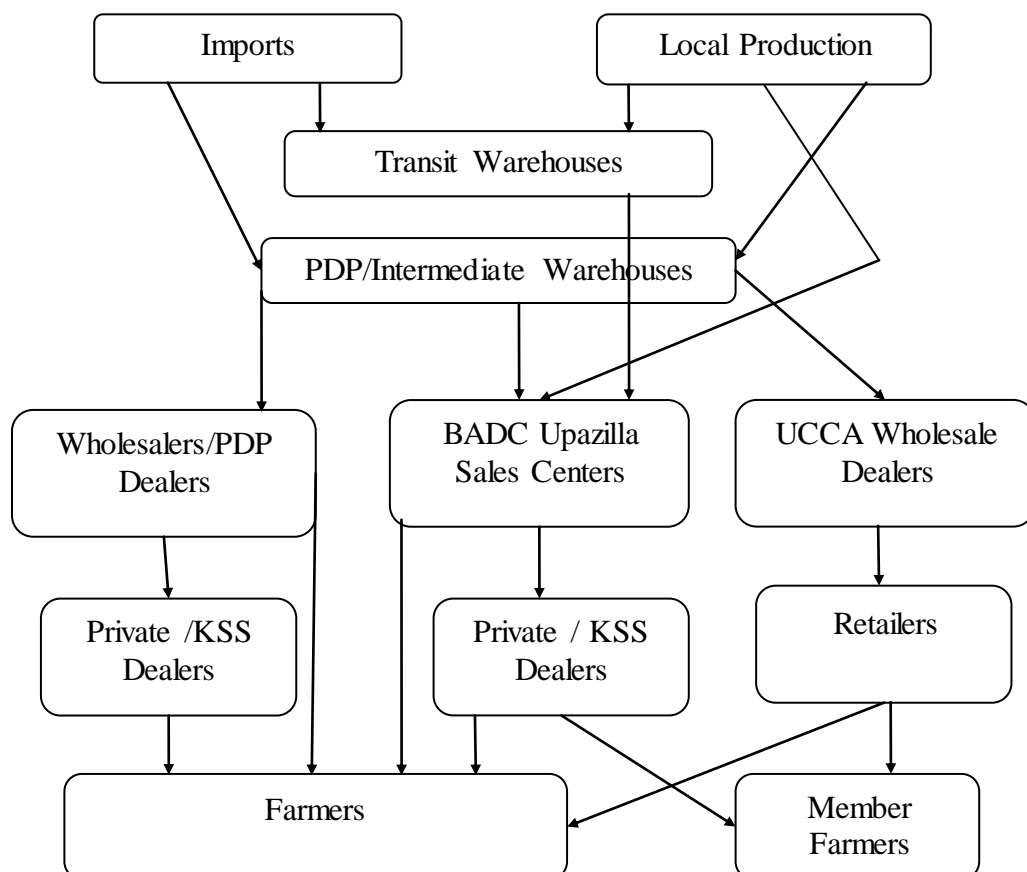 Imports
Local Production
Transit Warehouses
PDP/Intermediate Warehouses
Wholesalers/PDP
Dealers
BADC Upazilla
Sales Centers
UCCA Wholesale
Dealers
Private /KSS
Dealers
Private / KSS
Dealers
Retailers
Farmers
Member
Farmers